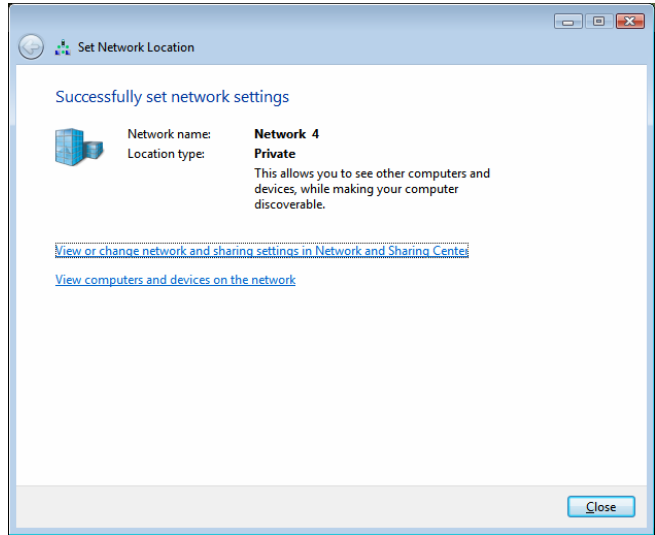 Set Network Location
Successfully set network settings
Network name: Network 4
Location type: Private
This allows you to see other computers and
devices, while making your computer
discoverable.
View or change network and sharing settings in Network and Sharing Center
View computers and devices on the network
Close